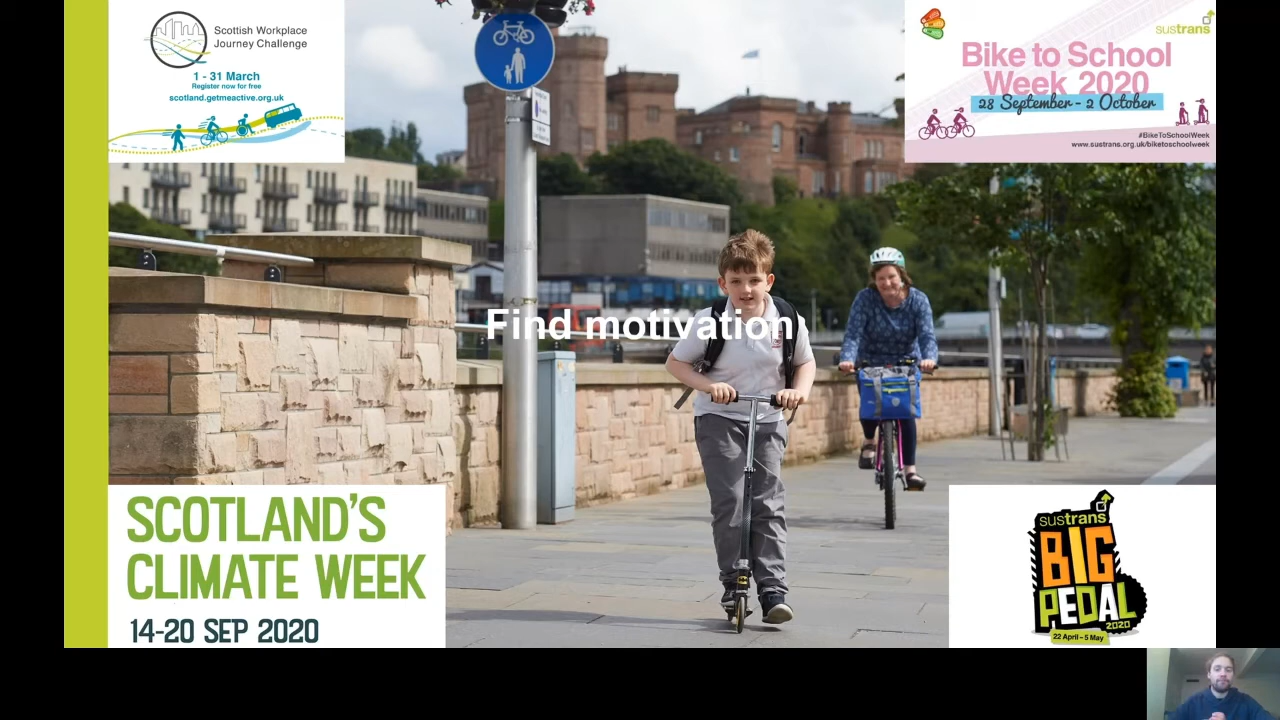 Scottish Workplace
Journey Challenge
1 - 31 March
Register now for free
scotland.getmeactive.org.uk
sustrans
Bike to School
Week 2020
28 September - 2 October
#BikeToSchoolWeek
www.sustrans.org.uk/biketoschoolweek
Find motivation
SCOTLAND'S
CLIMATE WEEK
14-20 SEP 2020
sustrans
BIG
PEDAL
2020
22 April - 5 May